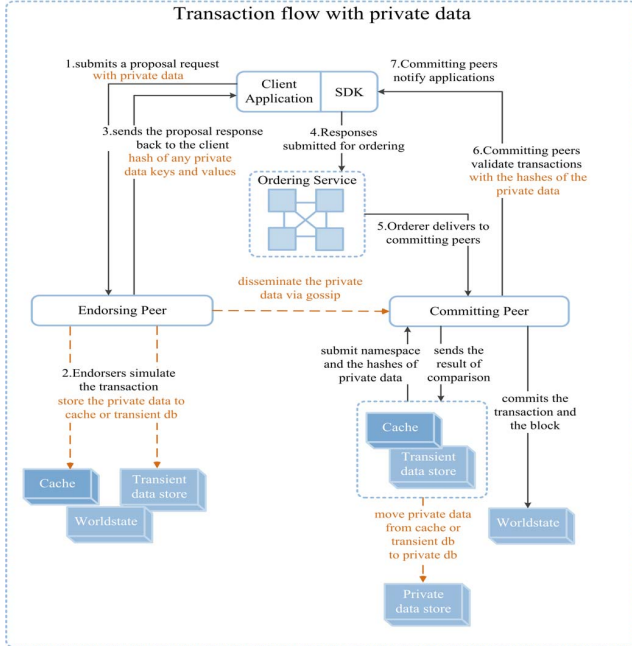 Transaction flow with private data
1.submits a proposal request
with private data
7.Committing peers
notify applications
Client
Application
SDK
3.sends the proposal response
back to the client
hash of any private
data keys and values
4.Responses
submitted for ordering
6.Committing peers
validate transactions
with the hashes of the
private data
Ordering Service
5.Orderer delivers to
committing peers
disseminate the private
data via gossip
Endorsing Peer
Committing Peer
2.Endorsers simulate
the transaction
store the private data to
cache or transient db
submit namespace
and the hashes of
private data
sends the
result of
comparison
commits the
transaction and
the block
Cache
Transient
data store
Worldstate
Cache
Transient
data store
move private data
from cache or
transient db
to private db
Worldstate
Private
data store